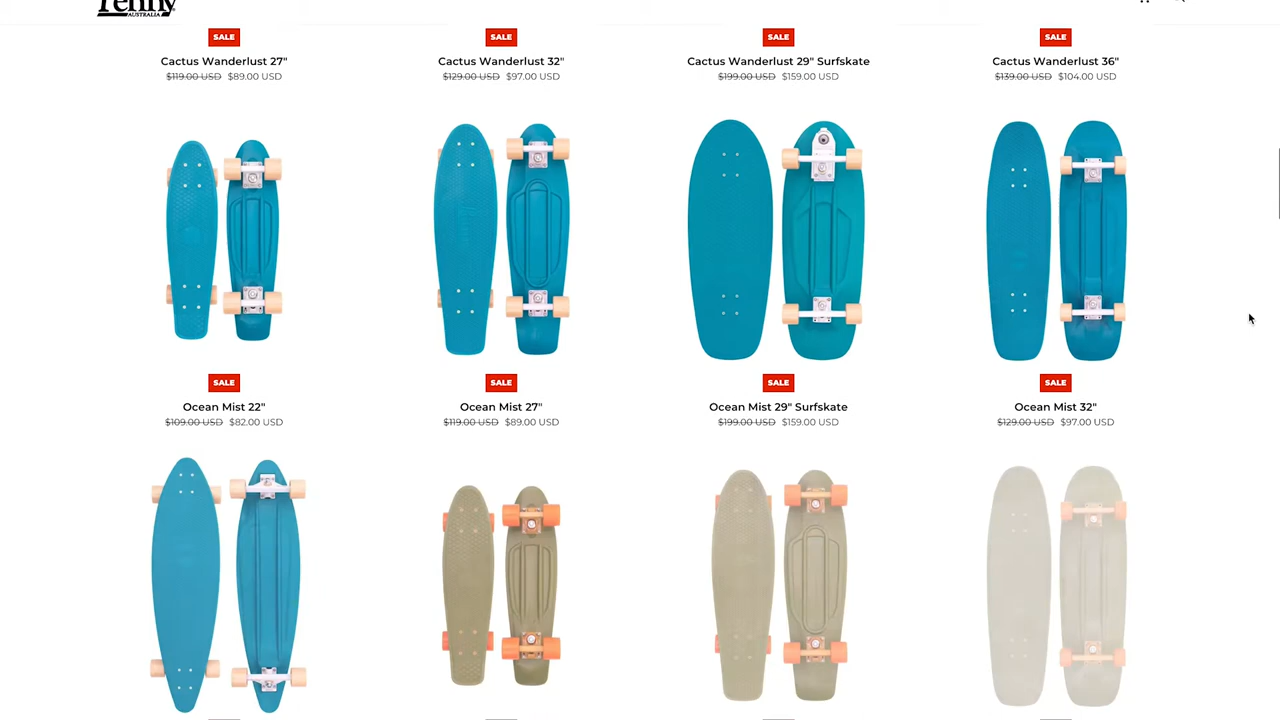 Penny
AUSTRALIA
SALE SALE SALE SALE
Cactus Wanderlust 27" Cactus Wanderlust 32" Cactus Wanderlust 29" Surfskate Cactus Wanderlust 36"
$119.00 USD $89.00 USD $129.00 USD $97.00 USD $199.00 USD $159.00 USD $139.00 USD $104.00 USD
SALE SALE SALE SALE
Ocean Mist 22" Ocean Mist 27" Ocean Mist 29" Surfskate Ocean Mist 32"
$109.00 USD $82.00 USD $119.00 USD $89.00 USD $199.00 USD $159.00 USD $129.00 USD $97.00 USD